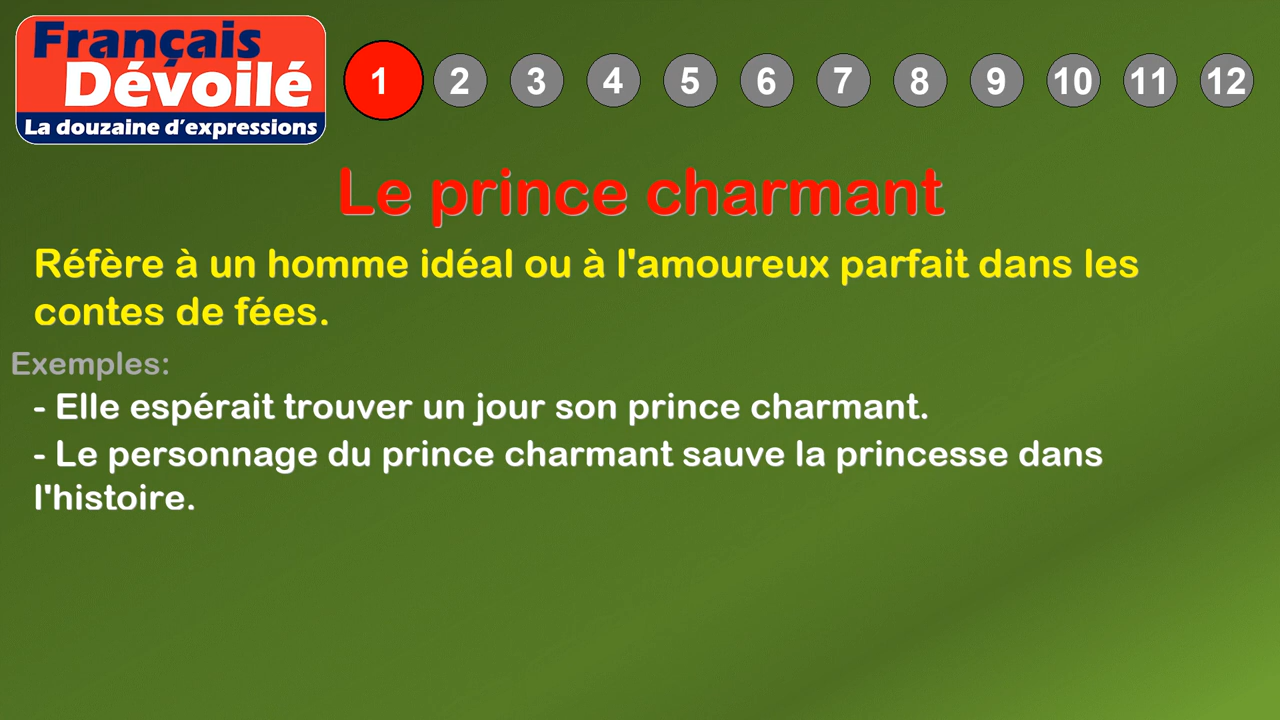 Français
Dévoilé
La douzaine d'expressions
1 2 3 4 5 6 7 8 9 10 11 12
Le prince charmant
Réfère à un homme idéal ou à l'amoureux parfait dans les
contes de fées.
Exemples:
- Elle espérait trouver un jour son prince charmant.
- Le personnage du prince charmant sauve la princesse dans
l'histoire.